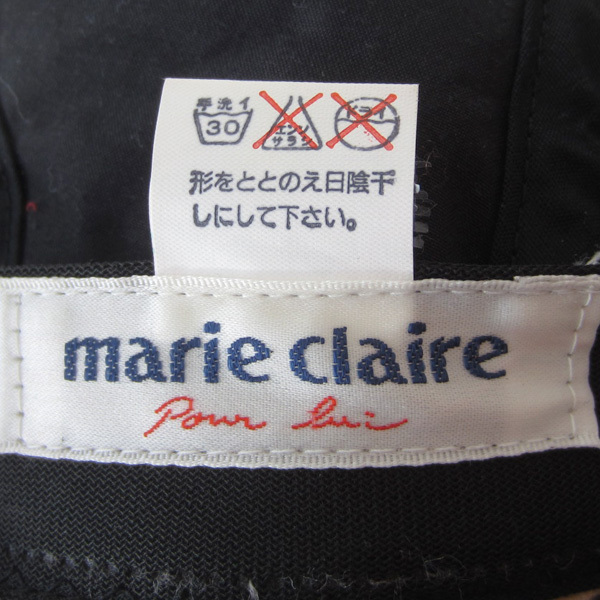 手洗イ
30
エンソ
サラシ
ドライ
形をととのえ日陰干
しにして下さい。
marie claire
Pour lui